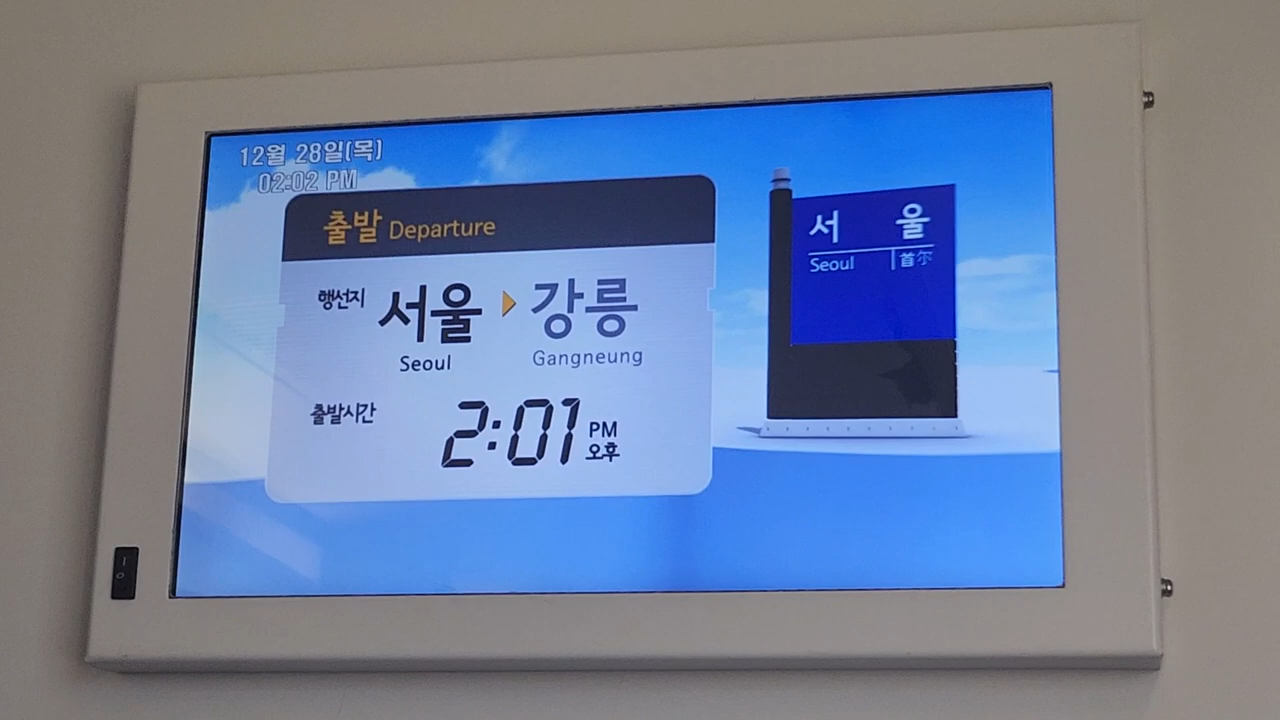 12월 28일(목)
02:02 PM
출발 Departure
행선지 서울 ▶ 강릉
Seoul Gangneung
출발시간 2:01 PM 오후
서울
Seoul 首尔